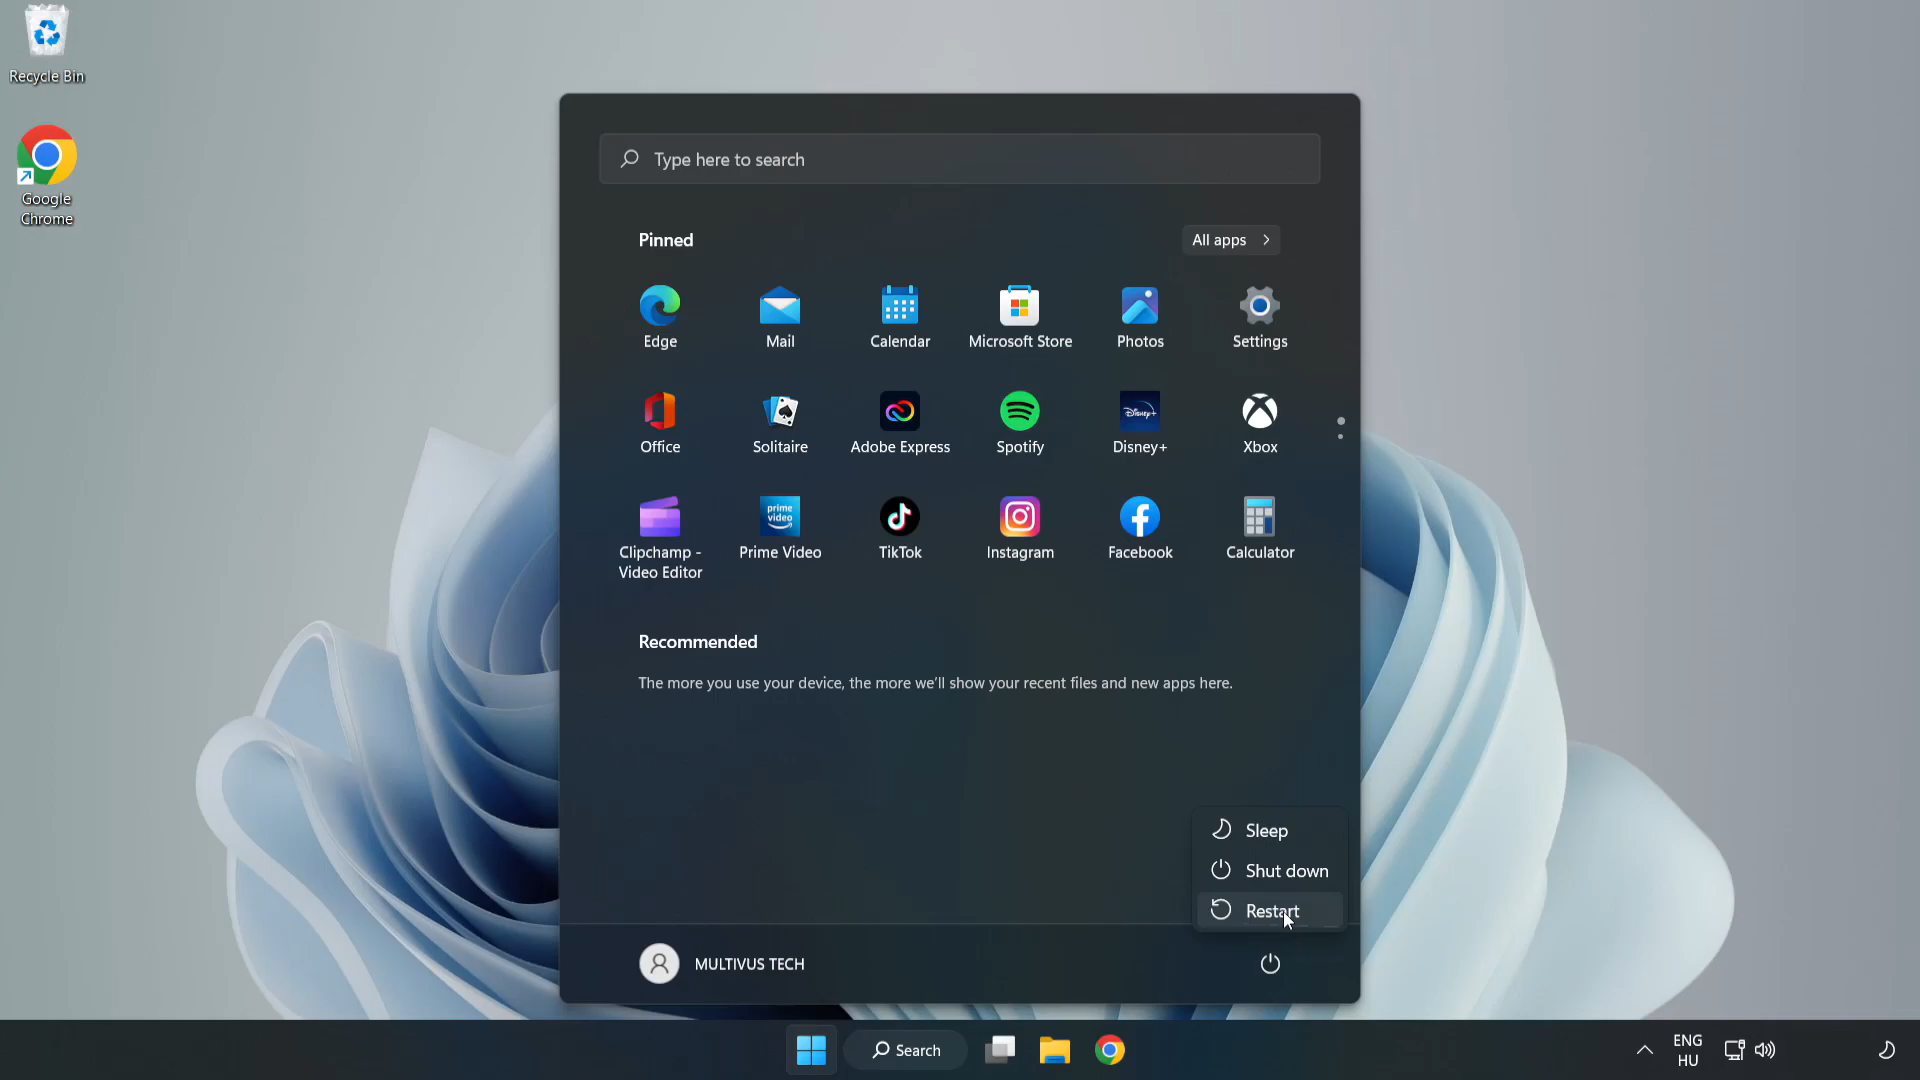 Recycle Bin
Google
Chrome
Type here to search
Pinned
All apps
Edge
Mail
Calendar
Microsoft Store
Photos
Settings
Office
Solitaire
Adobe Express
Disney+
Spotify
Disney+
Xbox
prime video
Clipchamp -
Video Editor
Prime Video
TikTok
Instagram
Facebook
Calculator
Recommended
The more you use your device, the more we'll show your recent files and new apps here.
Sleep
Shut down
Restart
MULTIVUS TECH
Search
ENG
HU